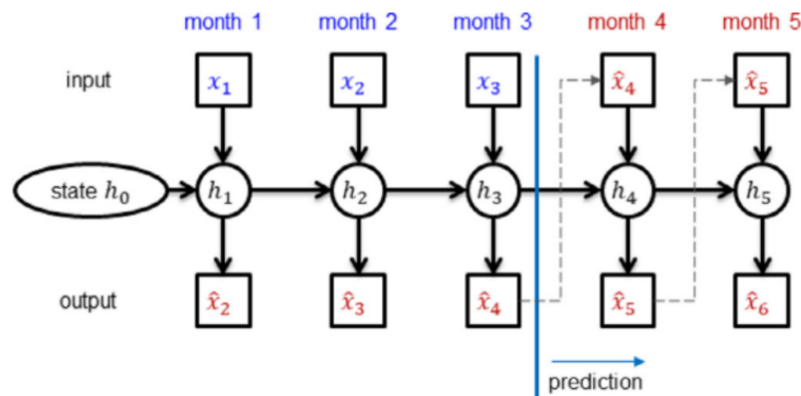 month 1 month 2 month 3 month 4 month 5
input x₁ x₂ x₃ x̂₄ x̂₅
state h₀ h₁ h₂ h₃ h₄ h₅
output x̂₂ x̂₃ x̂₄ x̂₅ x̂₆
prediction